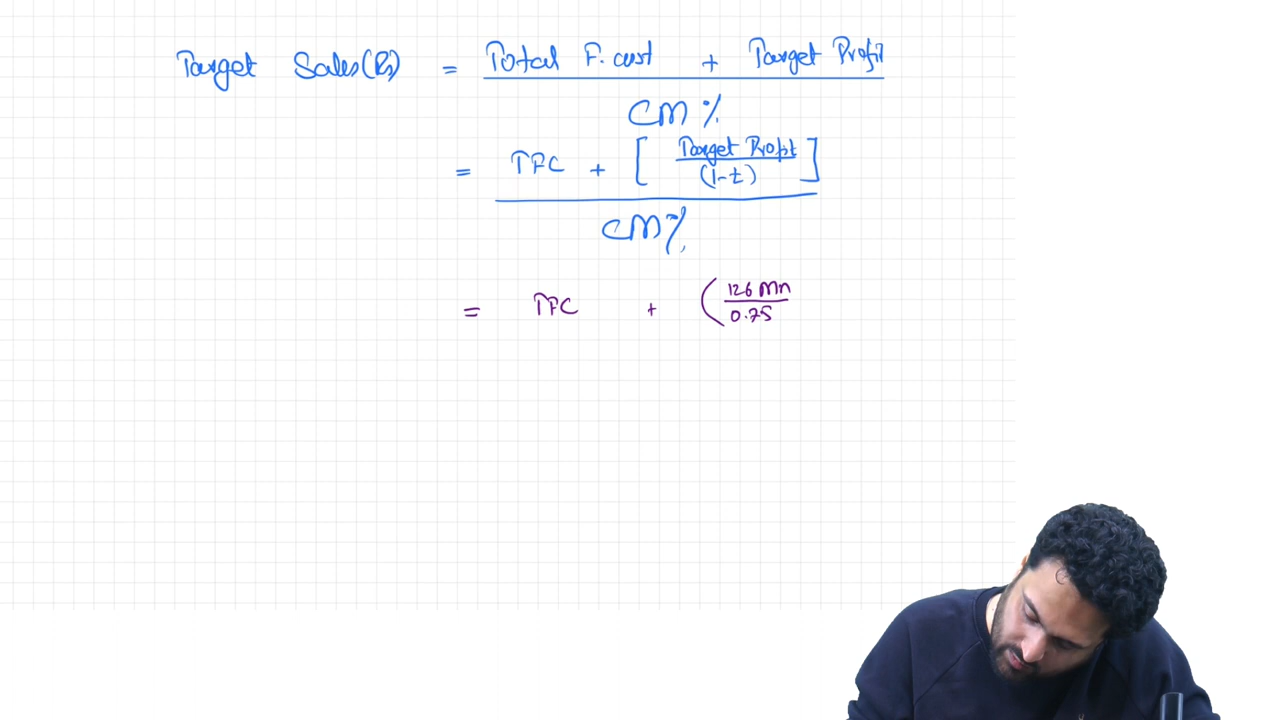 Target Sales(Rs) = Total F. cost + Target Profit
CM %
= TFC + [ Target Profit
(1-t) ]
CM%
= TFC + ( 126 Mn
0.75